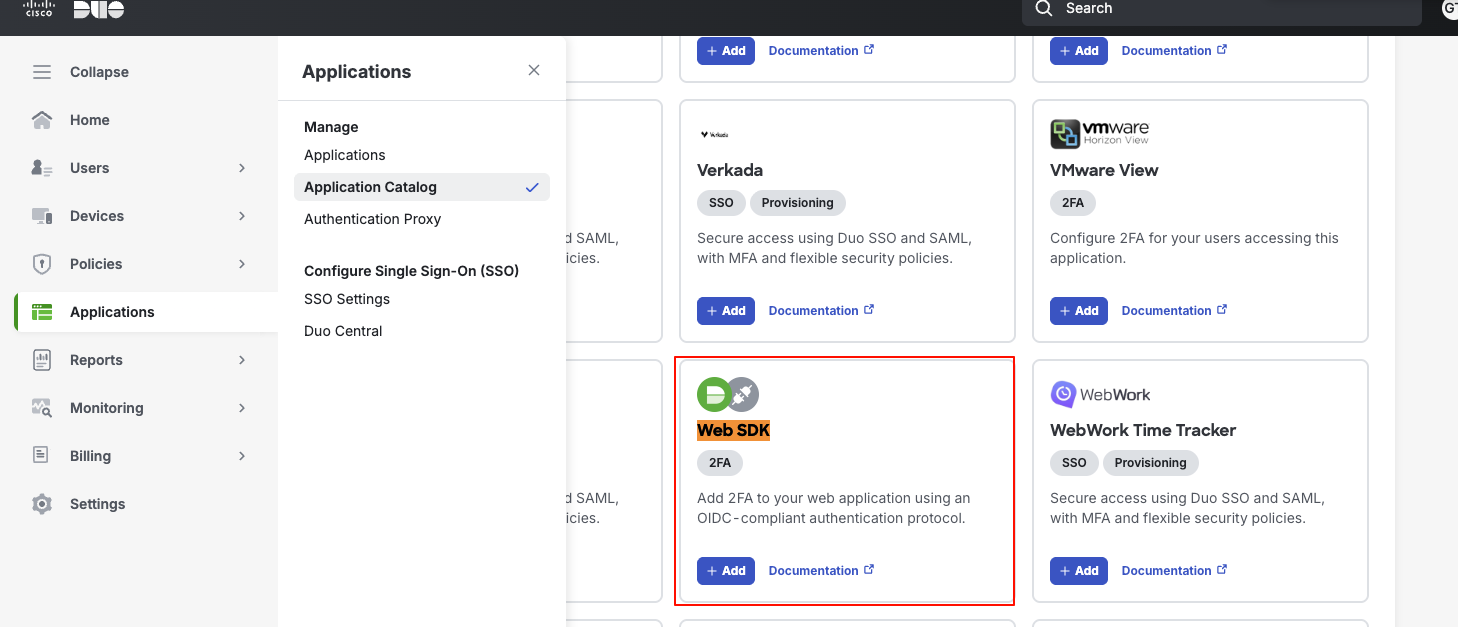 CISCO
DUO
Search
Collapse
Home
Users
Devices
Policies
Applications
Reports
Monitoring
Billing
Settings
Applications
Manage
Applications
Application Catalog
Authentication Proxy
Configure Single Sign-On (SSO)
SSO Settings
Duo Central
+ Add Documentation
+ Add Documentation
d SAML,
icies.
Verkada
Verkada
SSO Provisioning
Secure access using Duo SSO and SAML,
with MFA and flexible security policies.
+ Add Documentation
vmware
Horizon View
VMware View
2FA
Configure 2FA for your users accessing this
application.
+ Add Documentation
d SAML,
icies.
Web SDK
2FA
Add 2FA to your web application using an
OIDC-compliant authentication protocol.
+ Add Documentation
WebWork
WebWork Time Tracker
SSO Provisioning
Secure access using Duo SSO and SAML,
with MFA and flexible security policies.
+ Add Documentation